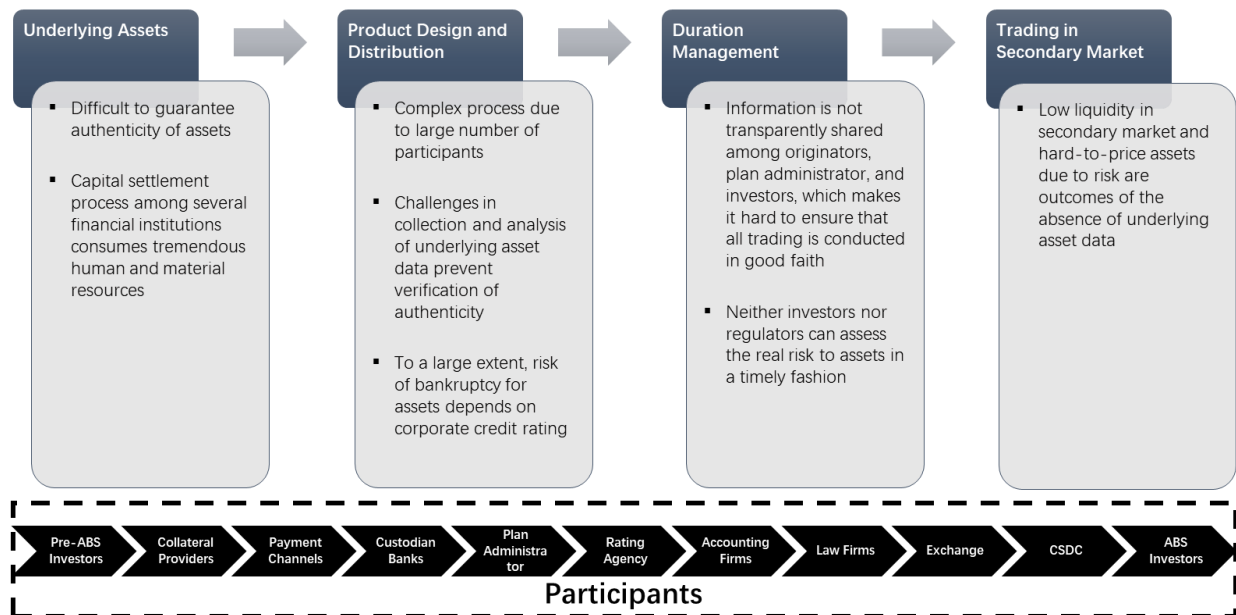 Underlying Assets
▪ Difficult to guarantee
authenticity of assets
▪ Capital settlement
process among several
financial institutions
consumes tremendous
human and material
resources
Product Design and
Distribution
▪ Complex process due
to large number of
participants
▪ Challenges in
collection and analysis
of underlying asset
data prevent
verification of
authenticity
▪ To a large extent, risk
of bankruptcy for
assets depends on
corporate credit rating
Duration
Management
▪ Information is not
transparently shared
among originators,
plan administrator, and
investors, which makes
it hard to ensure that
all trading is conducted
in good faith
▪ Neither investors nor
regulators can assess
the real risk to assets in
a timely fashion
Trading in
Secondary Market
▪ Low liquidity in
secondary market and
hard-to-price assets
due to risk are
outcomes of the
absence of underlying
asset data
Pre-ABS
Investors
Collateral
Providers
Payment
Channels
Custodian
Banks
Plan
Administra
tor
Rating
Agency
Accounting
Firms
Law Firms
Exchange
CSDC
ABS
Investors
Participants